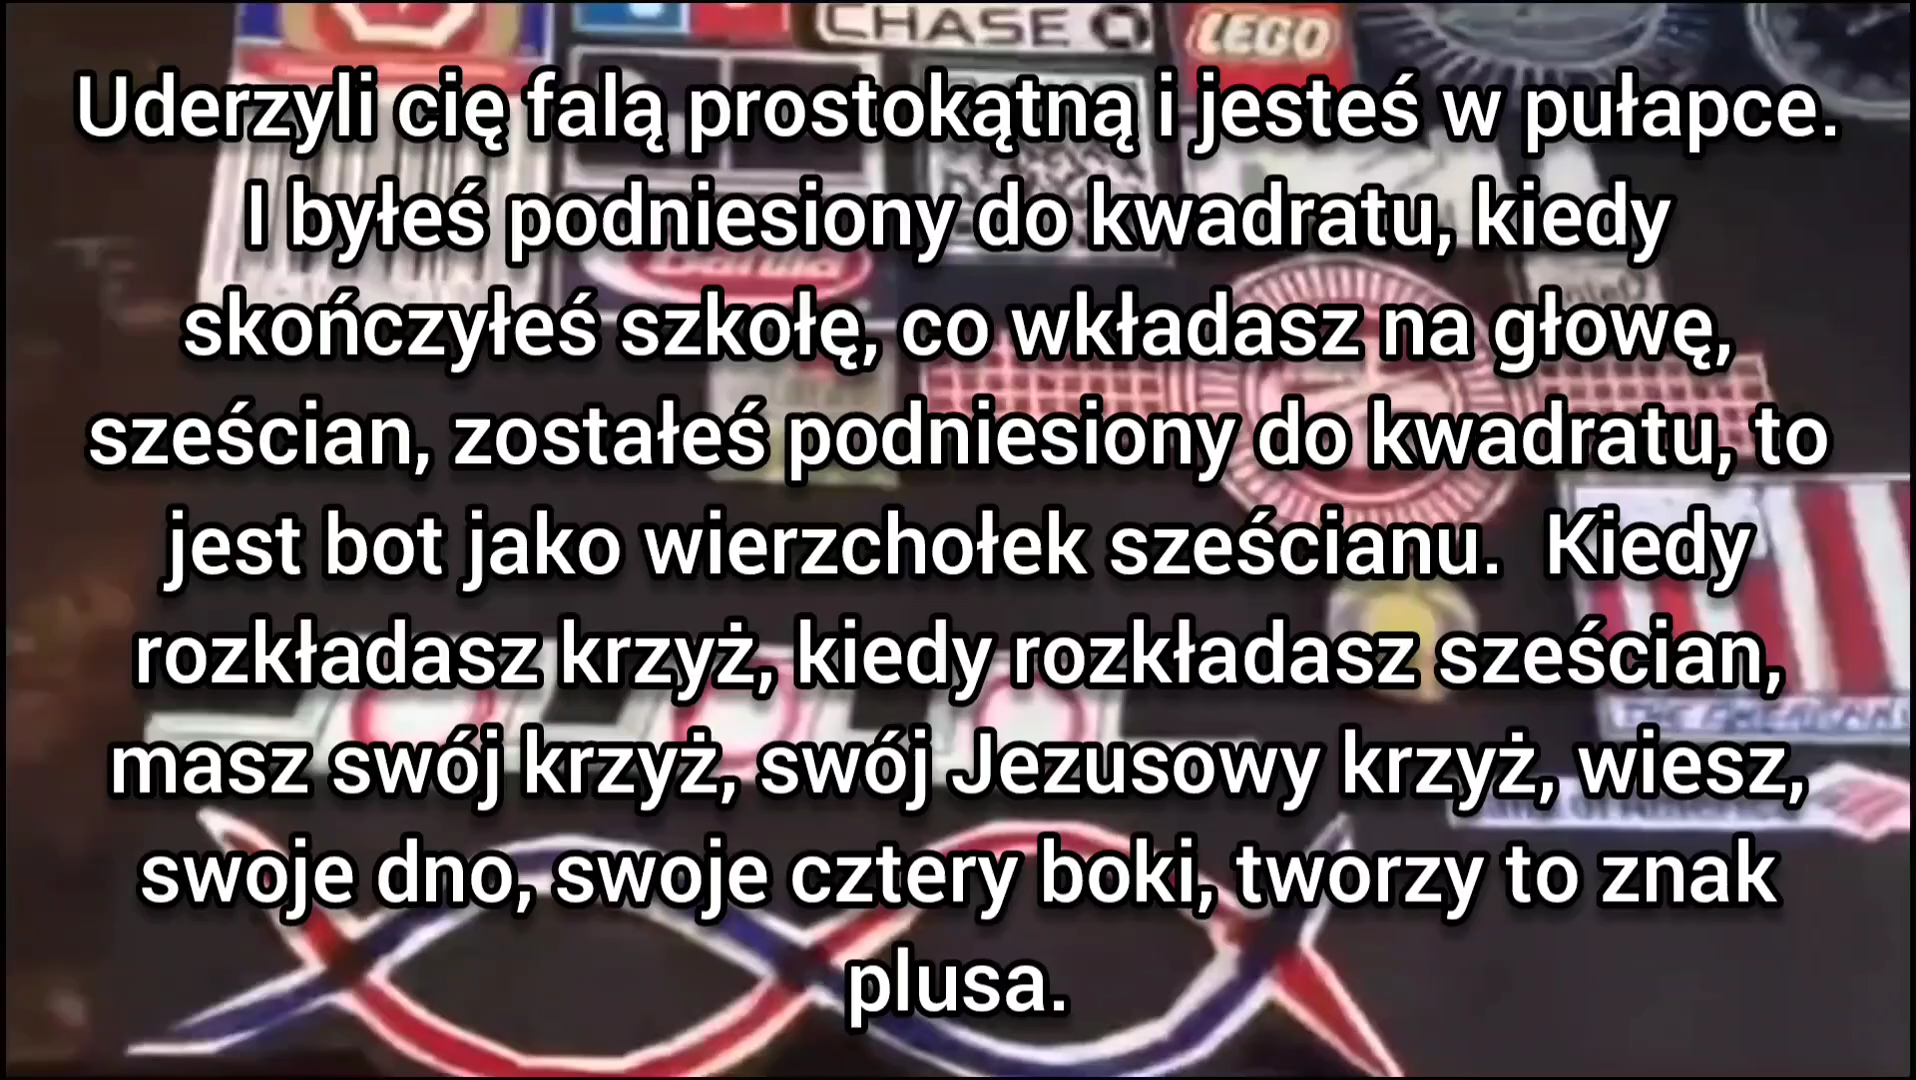 CHASE
LEGO
Uderzyli cię falą prostokątną i jesteś w pułapce.
I byłeś podniesiony do kwadratu, kiedy
skończyłeś szkołę, co wkładasz na głowę,
sześcian, zostałeś podniesiony do kwadratu, to
jest bot jako wierzchołek sześcianu.  Kiedy
rozkładasz krzyż, kiedy rozkładasz sześcian,
masz swój krzyż, swój Jezusowy krzyż, wiesz,
swoje dno, swoje cztery boki, tworzy to znak
plusa.